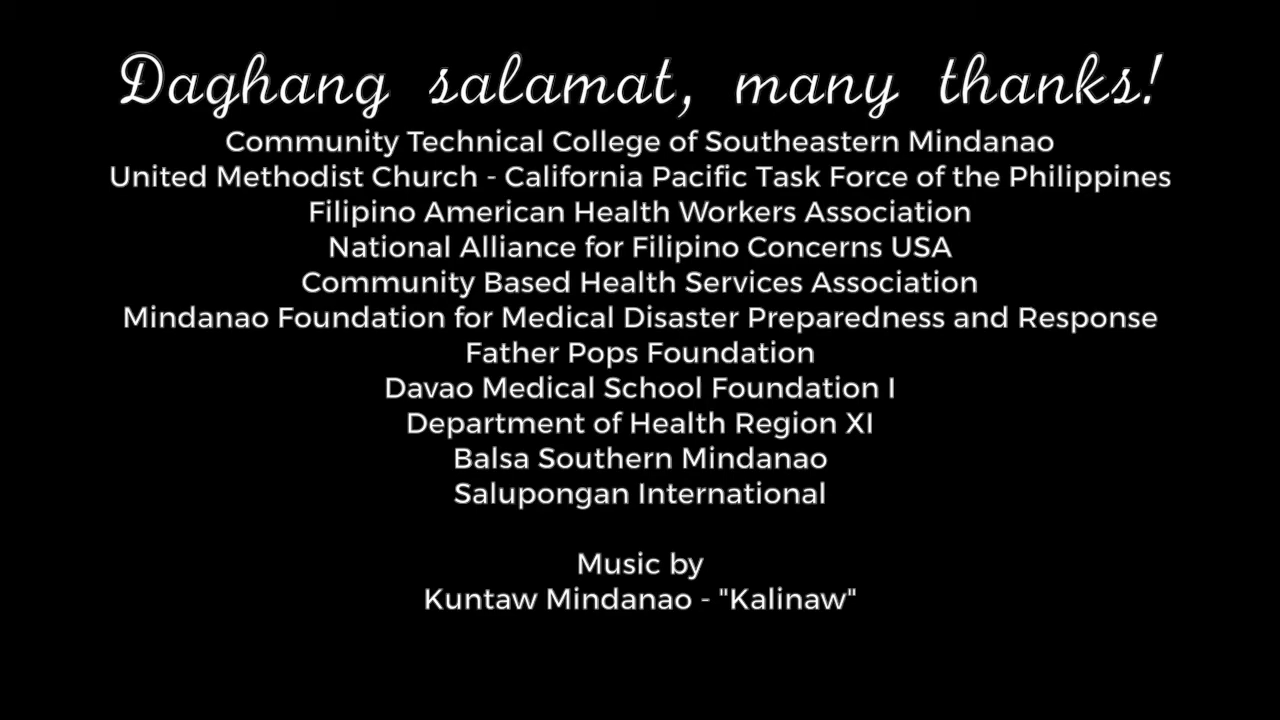 Daghang salamat, many thanks!
Community Technical College of Southeastern Mindanao
United Methodist Church - California Pacific Task Force of the Philippines
Filipino American Health Workers Association
National Alliance for Filipino Concerns USA
Community Based Health Services Association
Mindanao Foundation for Medical Disaster Preparedness and Response
Father Pops Foundation
Davao Medical School Foundation I
Department of Health Region XI
Balsa Southern Mindanao
Salupongan International
Music by
Kuntaw Mindanao - "Kalinaw"